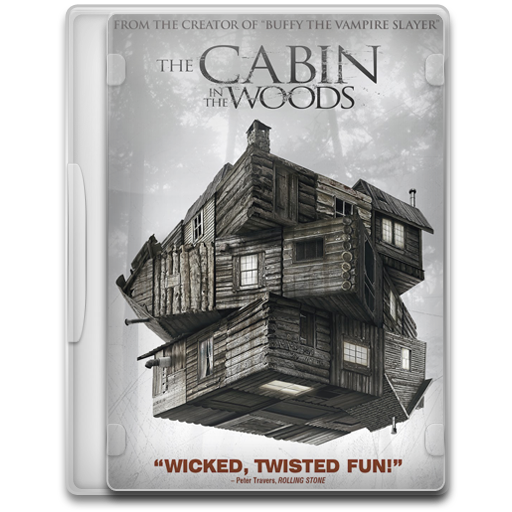 FROM THE CREATOR OF "BUFFY THE VAMPIRE SLAYER"
THE CABIN
IN THE WOODS
"WICKED, TWISTED FUN!"
– Peter Travers, ROLLING STONE